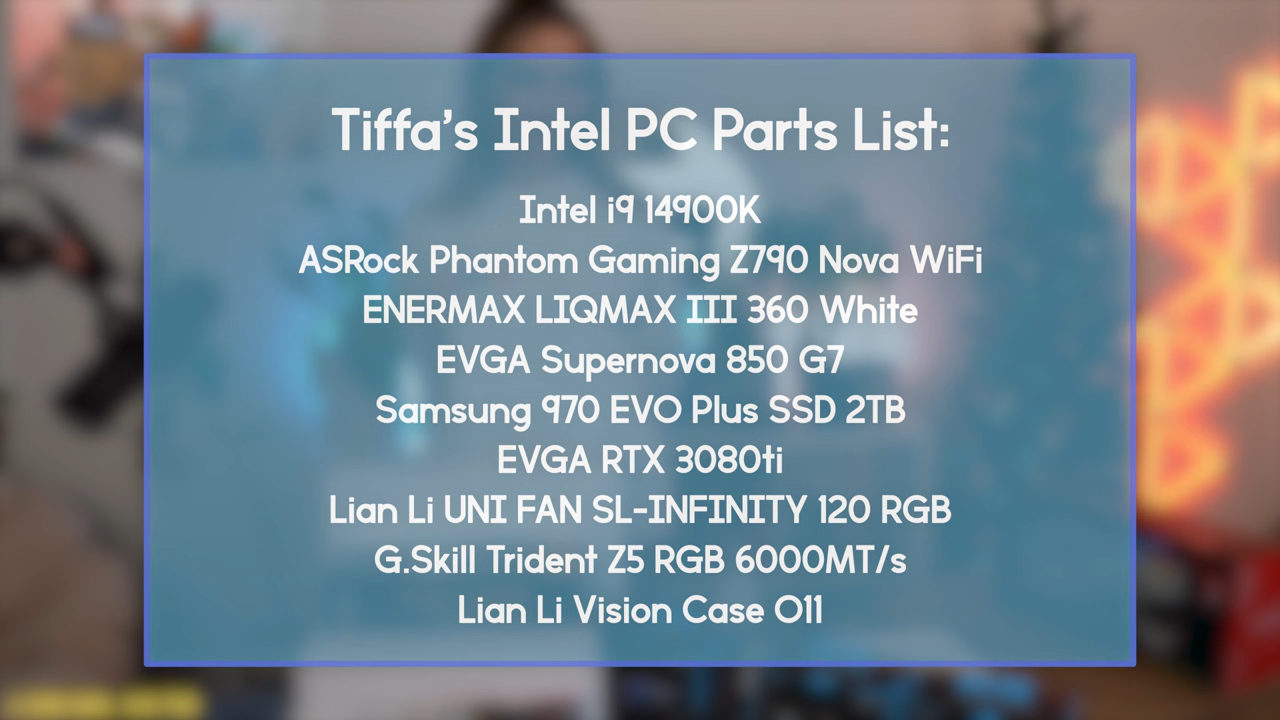 Tiffa's Intel PC Parts List:
Intel i9 14900K
ASRock Phantom Gaming Z790 Nova WiFi
ENERMAX LIQMAX III 360 White
EVGA Supernova 850 G7
Samsung 970 EVO Plus SSD 2TB
EVGA RTX 3080ti
Lian Li UNI FAN SL-INFINITY 120 RGB
G.Skill Trident Z5 RGB 6000MT/s
Lian Li Vision Case O11